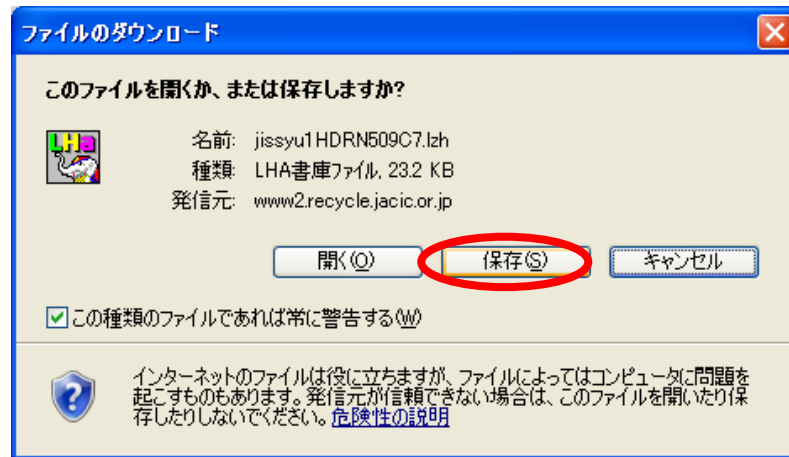 ファイルのダウンロード
このファイルを開くか、または保存しますか?
LHa
名前: jissyu1HDRN509C7.lzh
種類: LHA書庫ファイル, 23.2 KB
発信元: www2.recycle.jacic.or.jp
開く(O) 保存(S) キャンセル
この種類のファイルであれば常に警告する(W)
インターネットのファイルは役に立ちますが、ファイルによってはコンピュータに問題を
起こすものもあります。発信元が信頼できない場合は、このファイルを開いたり保
存したりしないでください。危険性の説明